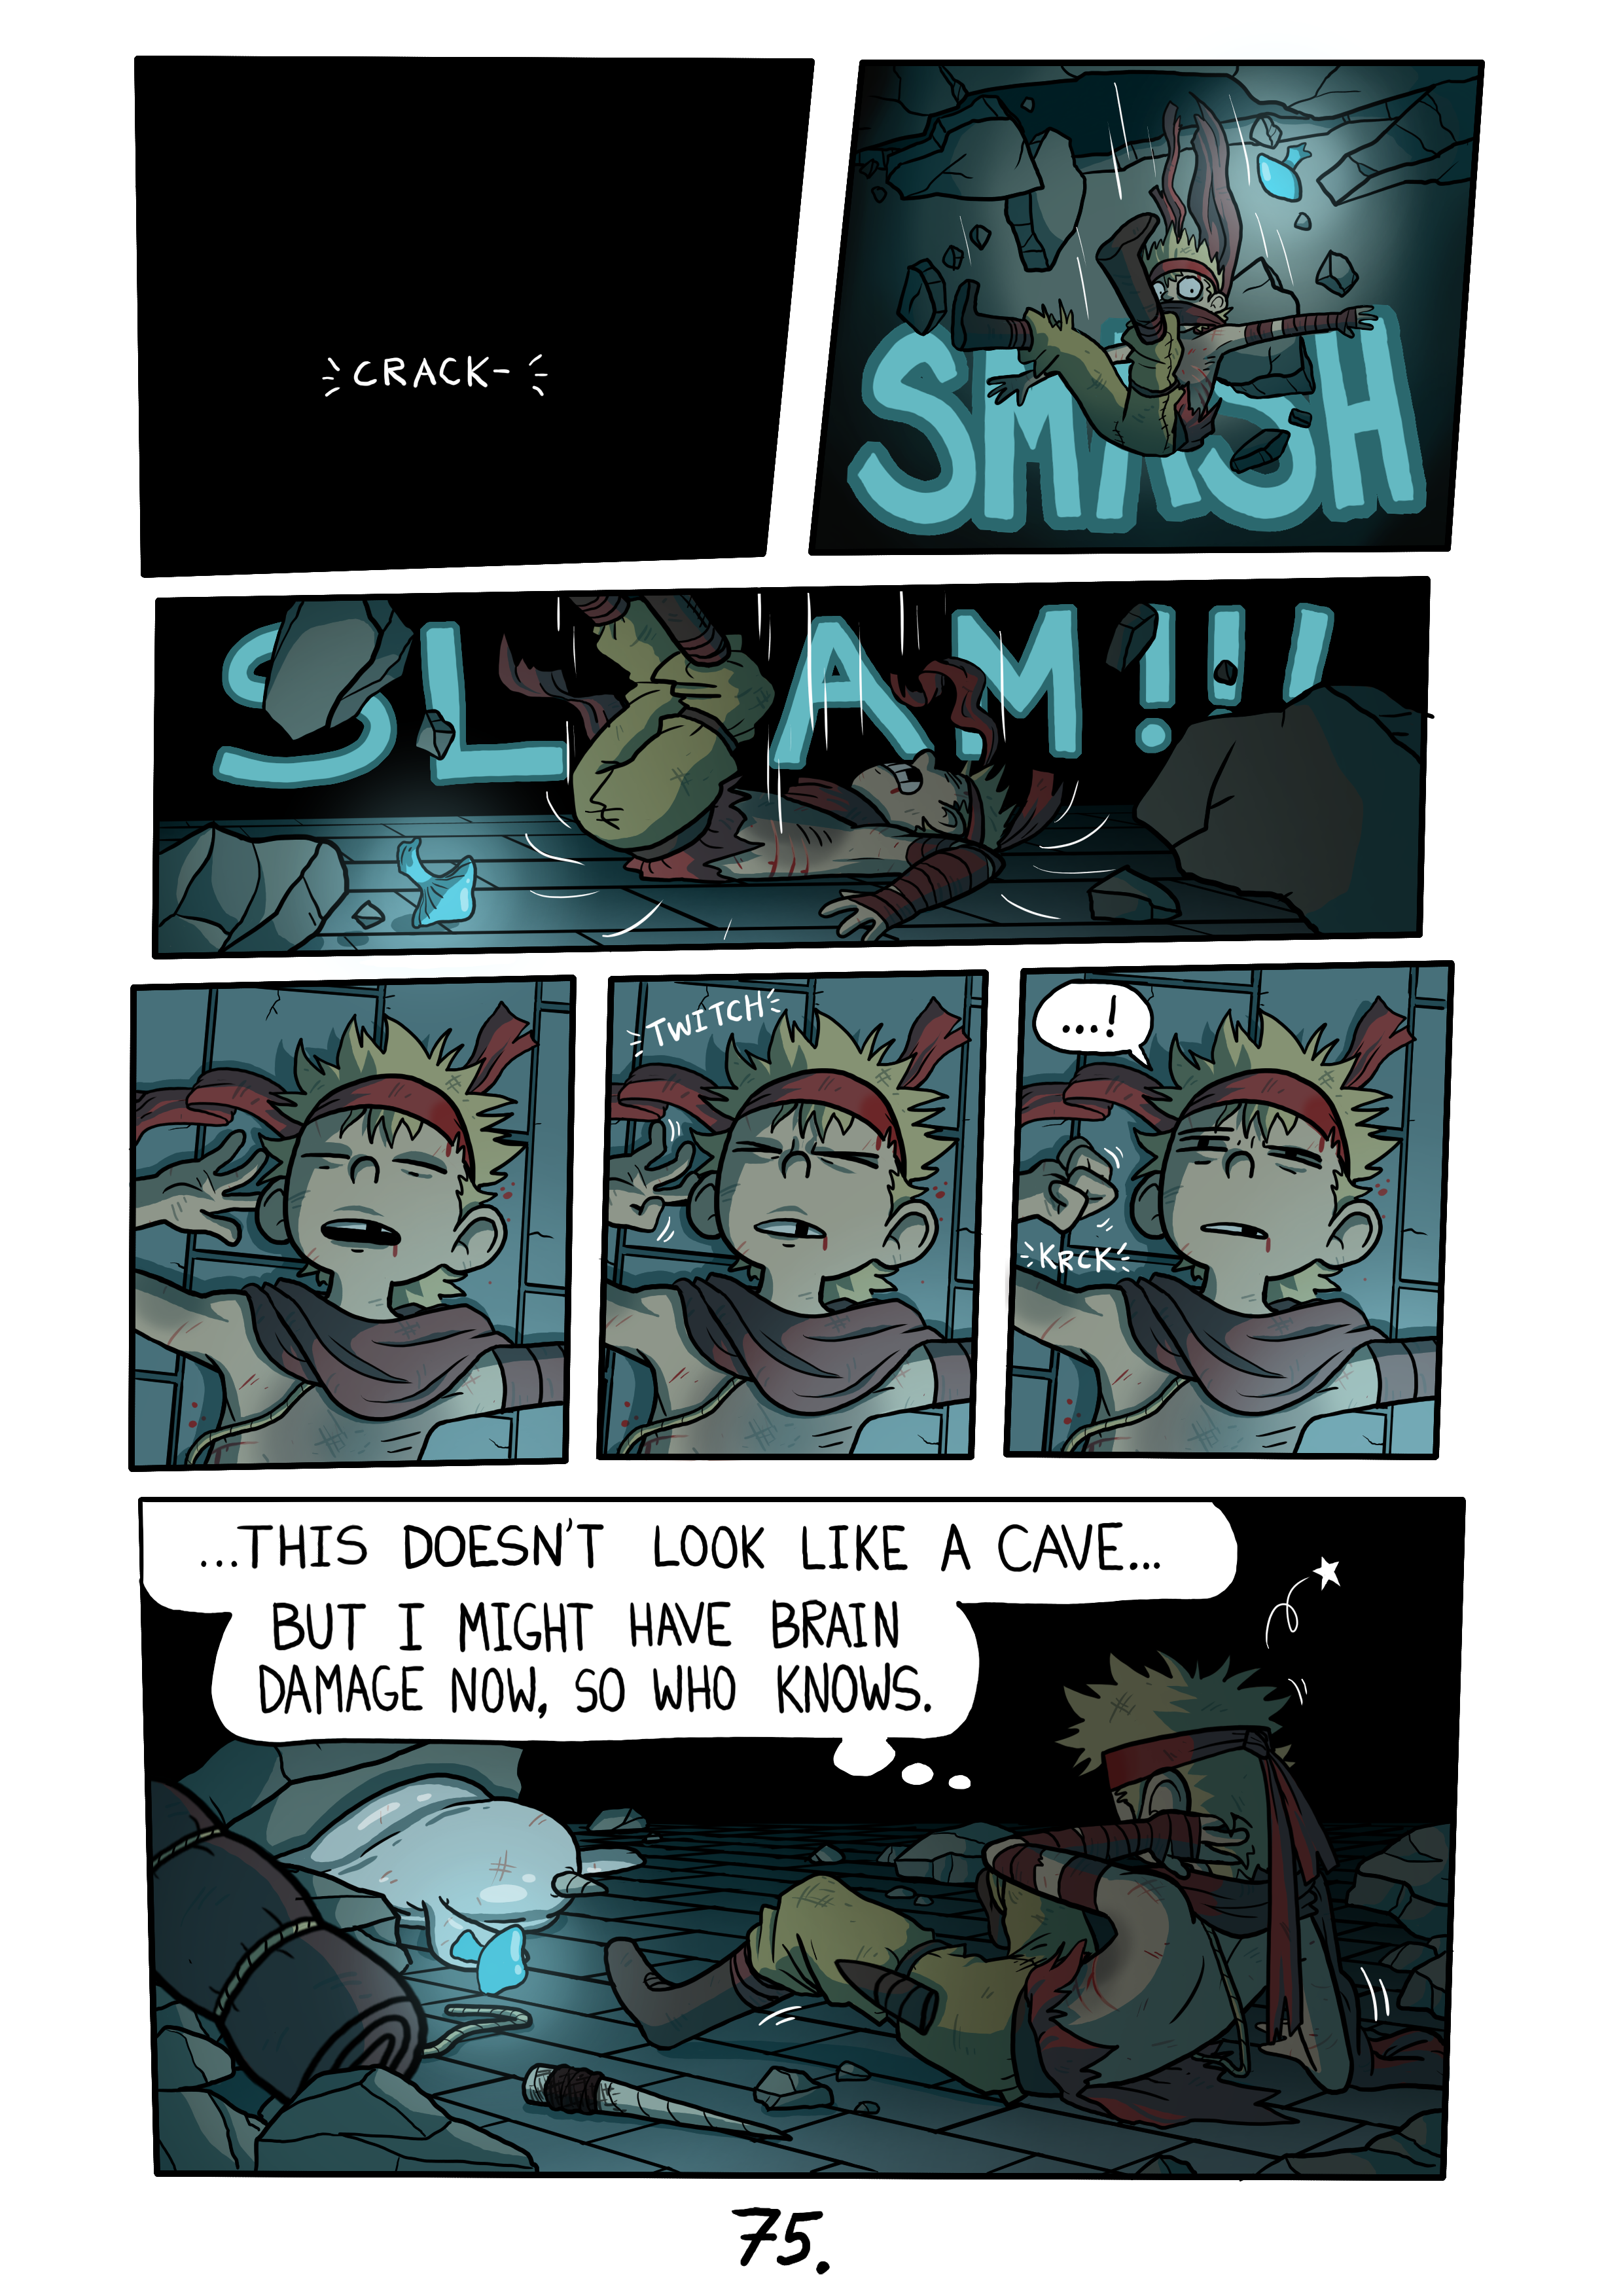 CRACK-
SMASH
SLAM!!!
TWITCH
...!
KRCK
...THIS DOESN'T LOOK LIKE A CAVE...
BUT I MIGHT HAVE BRAIN
DAMAGE NOW, SO WHO KNOWS.
75.